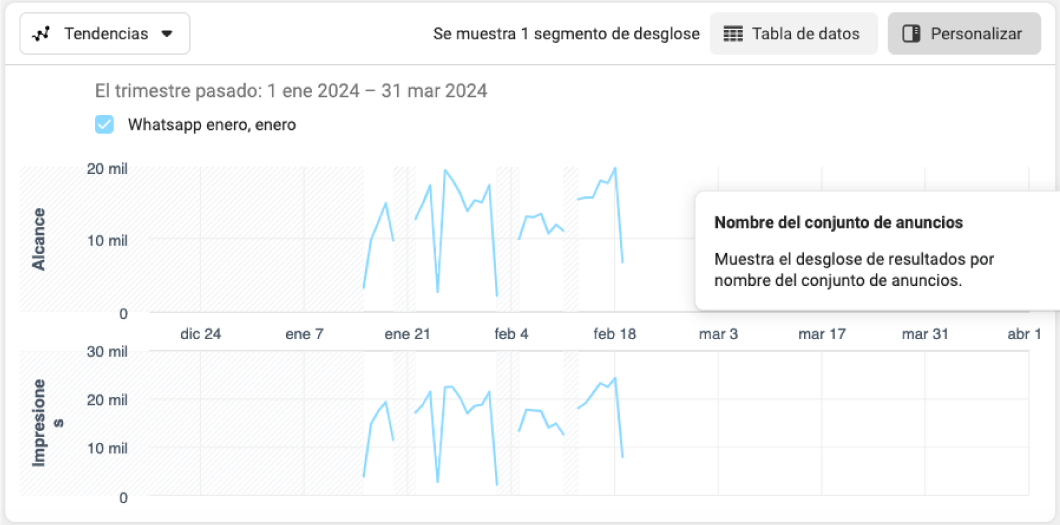 Tendencias
Se muestra 1 segmento de desglose
Tabla de datos
Personalizar
El trimestre pasado: 1 ene 2024 – 31 mar 2024
Whatsapp enero, enero
Alcance
20 mil
10 mil
0
Nombre del conjunto de anuncios
Muestra el desglose de resultados por
nombre del conjunto de anuncios.
dic 24
ene 7
ene 21
feb 4
feb 18
mar 3
mar 17
mar 31
abr 1
Impresione
s
30 mil
20 mil
10 mil
0